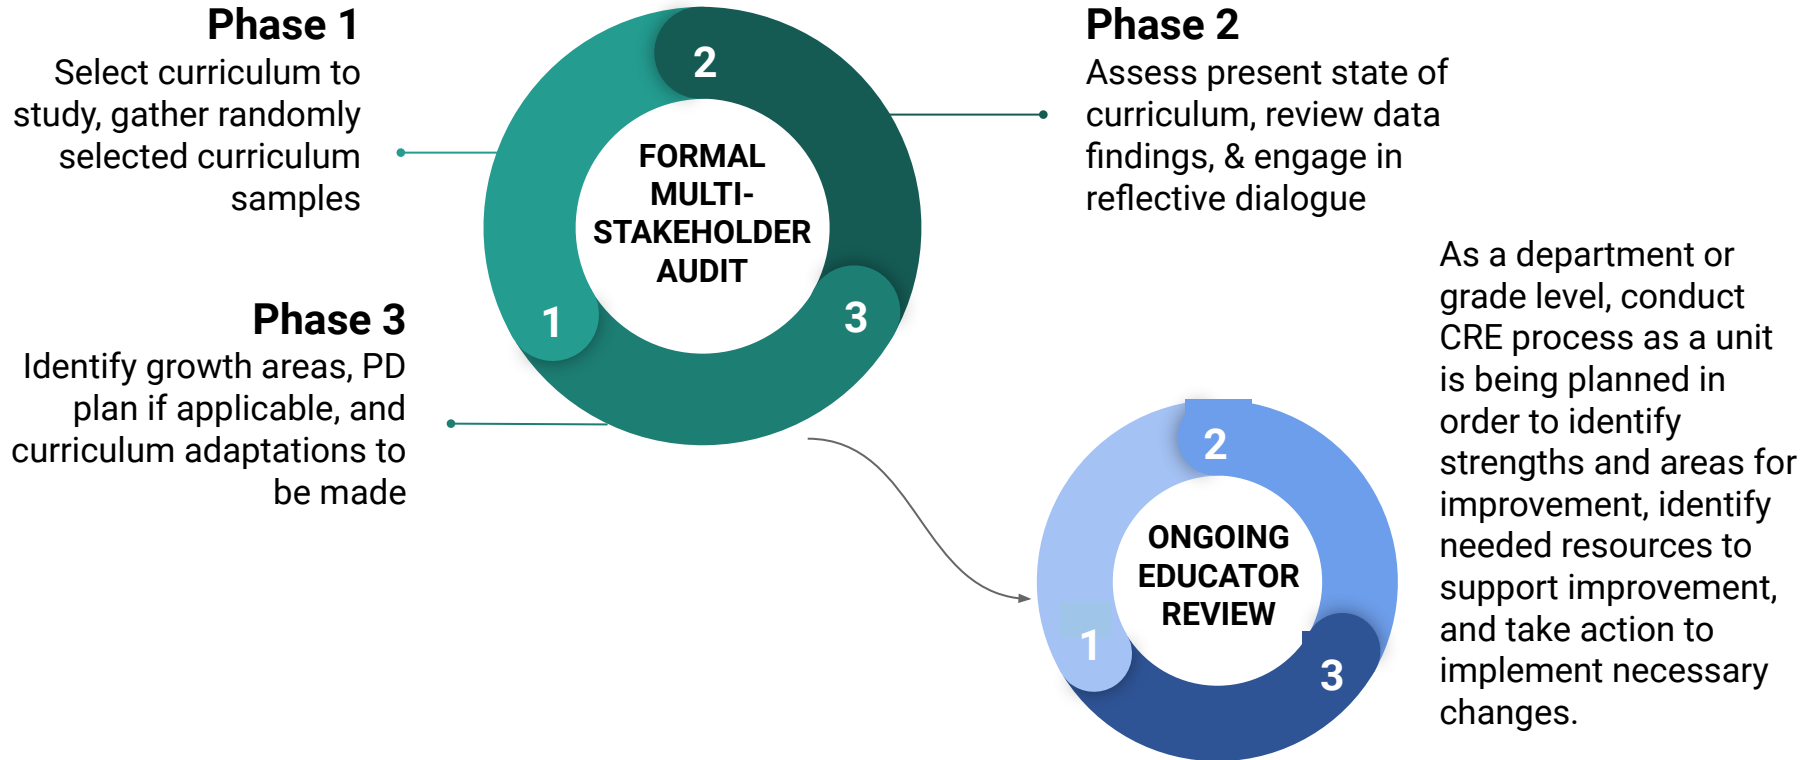 Phase 1
Select curriculum to
study, gather randomly
selected curriculum
samples
2
FORMAL
MULTI-
STAKEHOLDER
AUDIT
1
3
Phase 2
Assess present state of
curriculum, review data
findings, & engage in
reflective dialogue
Phase 3
Identify growth areas, PD
plan if applicable, and
curriculum adaptations to
be made
2
ONGOING
EDUCATOR
REVIEW
1
3
As a department or
grade level, conduct
CRE process as a unit
is being planned in
order to identify
strengths and areas for
improvement, identify
needed resources to
support improvement,
and take action to
implement necessary
changes.